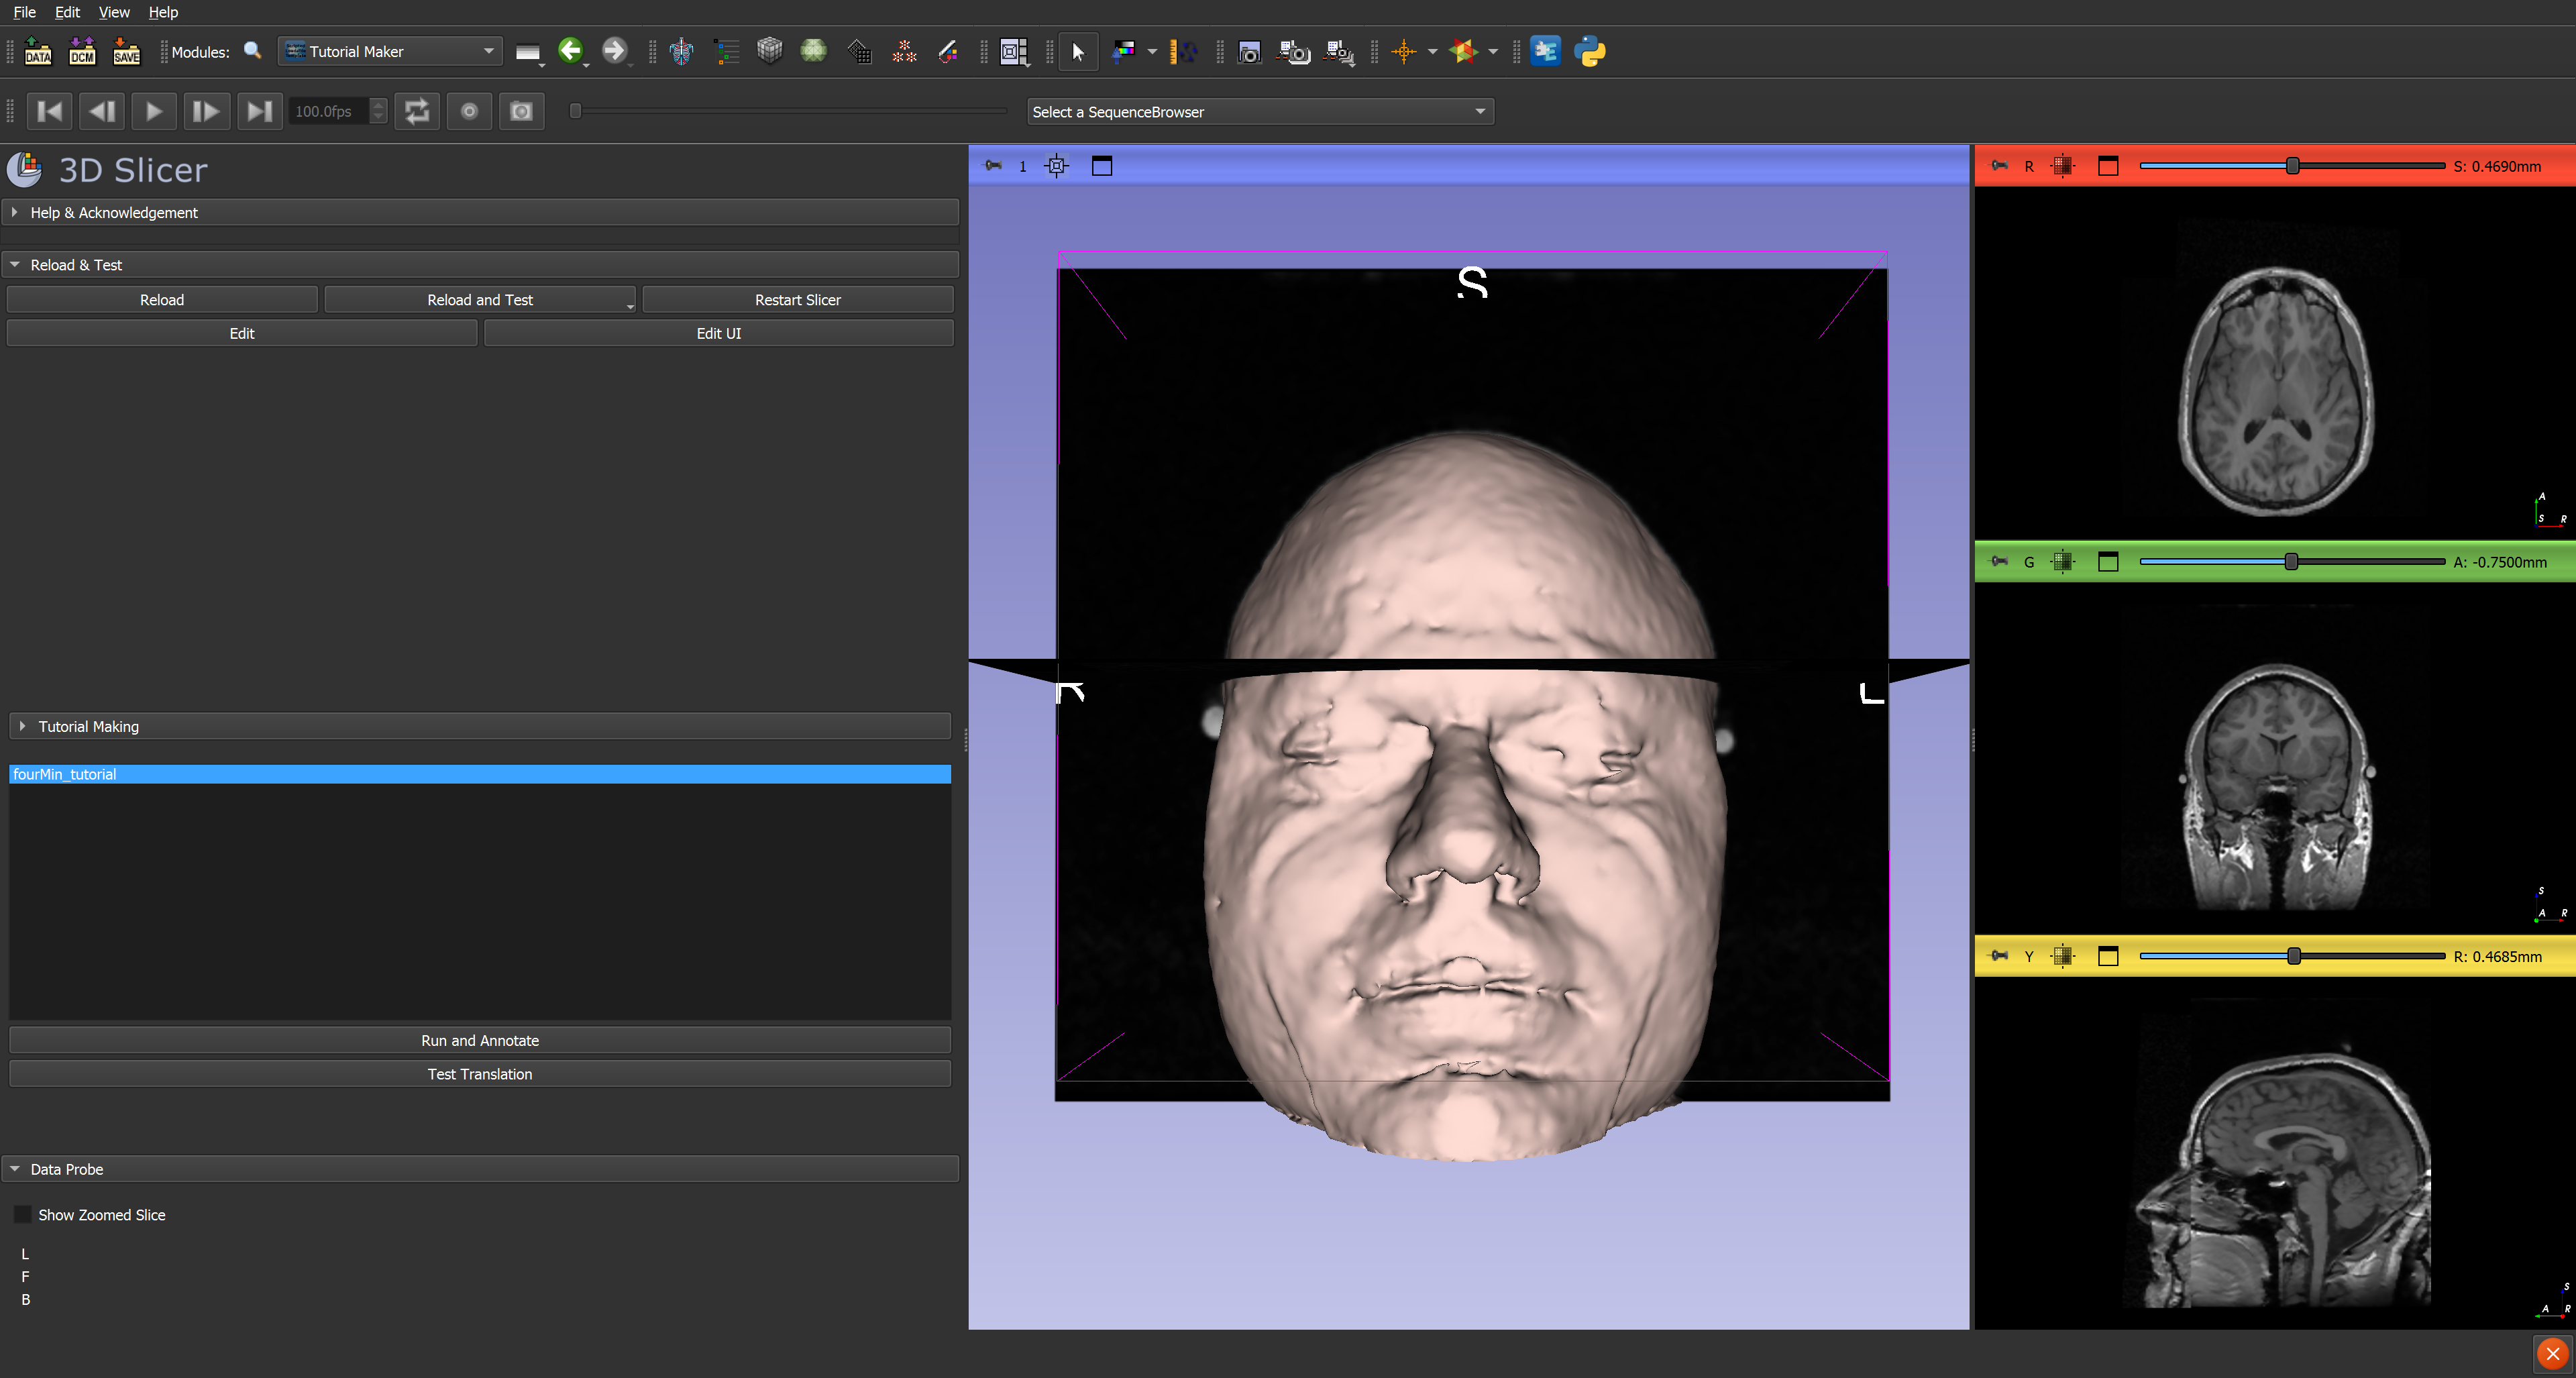 File Edit View Help
DATA DCM SAVE Modules: Tutorial Maker
100.0fps Select a SequenceBrowser
3D Slicer
Help & Acknowledgement
Reload & Test
Reload Reload and Test Restart Slicer
Edit Edit UI
Tutorial Making
fourMin_tutorial
Run and Annotate
Test Translation
Data Probe
Show Zoomed Slice
L
F
B
1
S
R L
R S: 0.4690mm
A
S R
G A: -0.7500mm
S
A R
Y R: 0.4685mm
S
A R